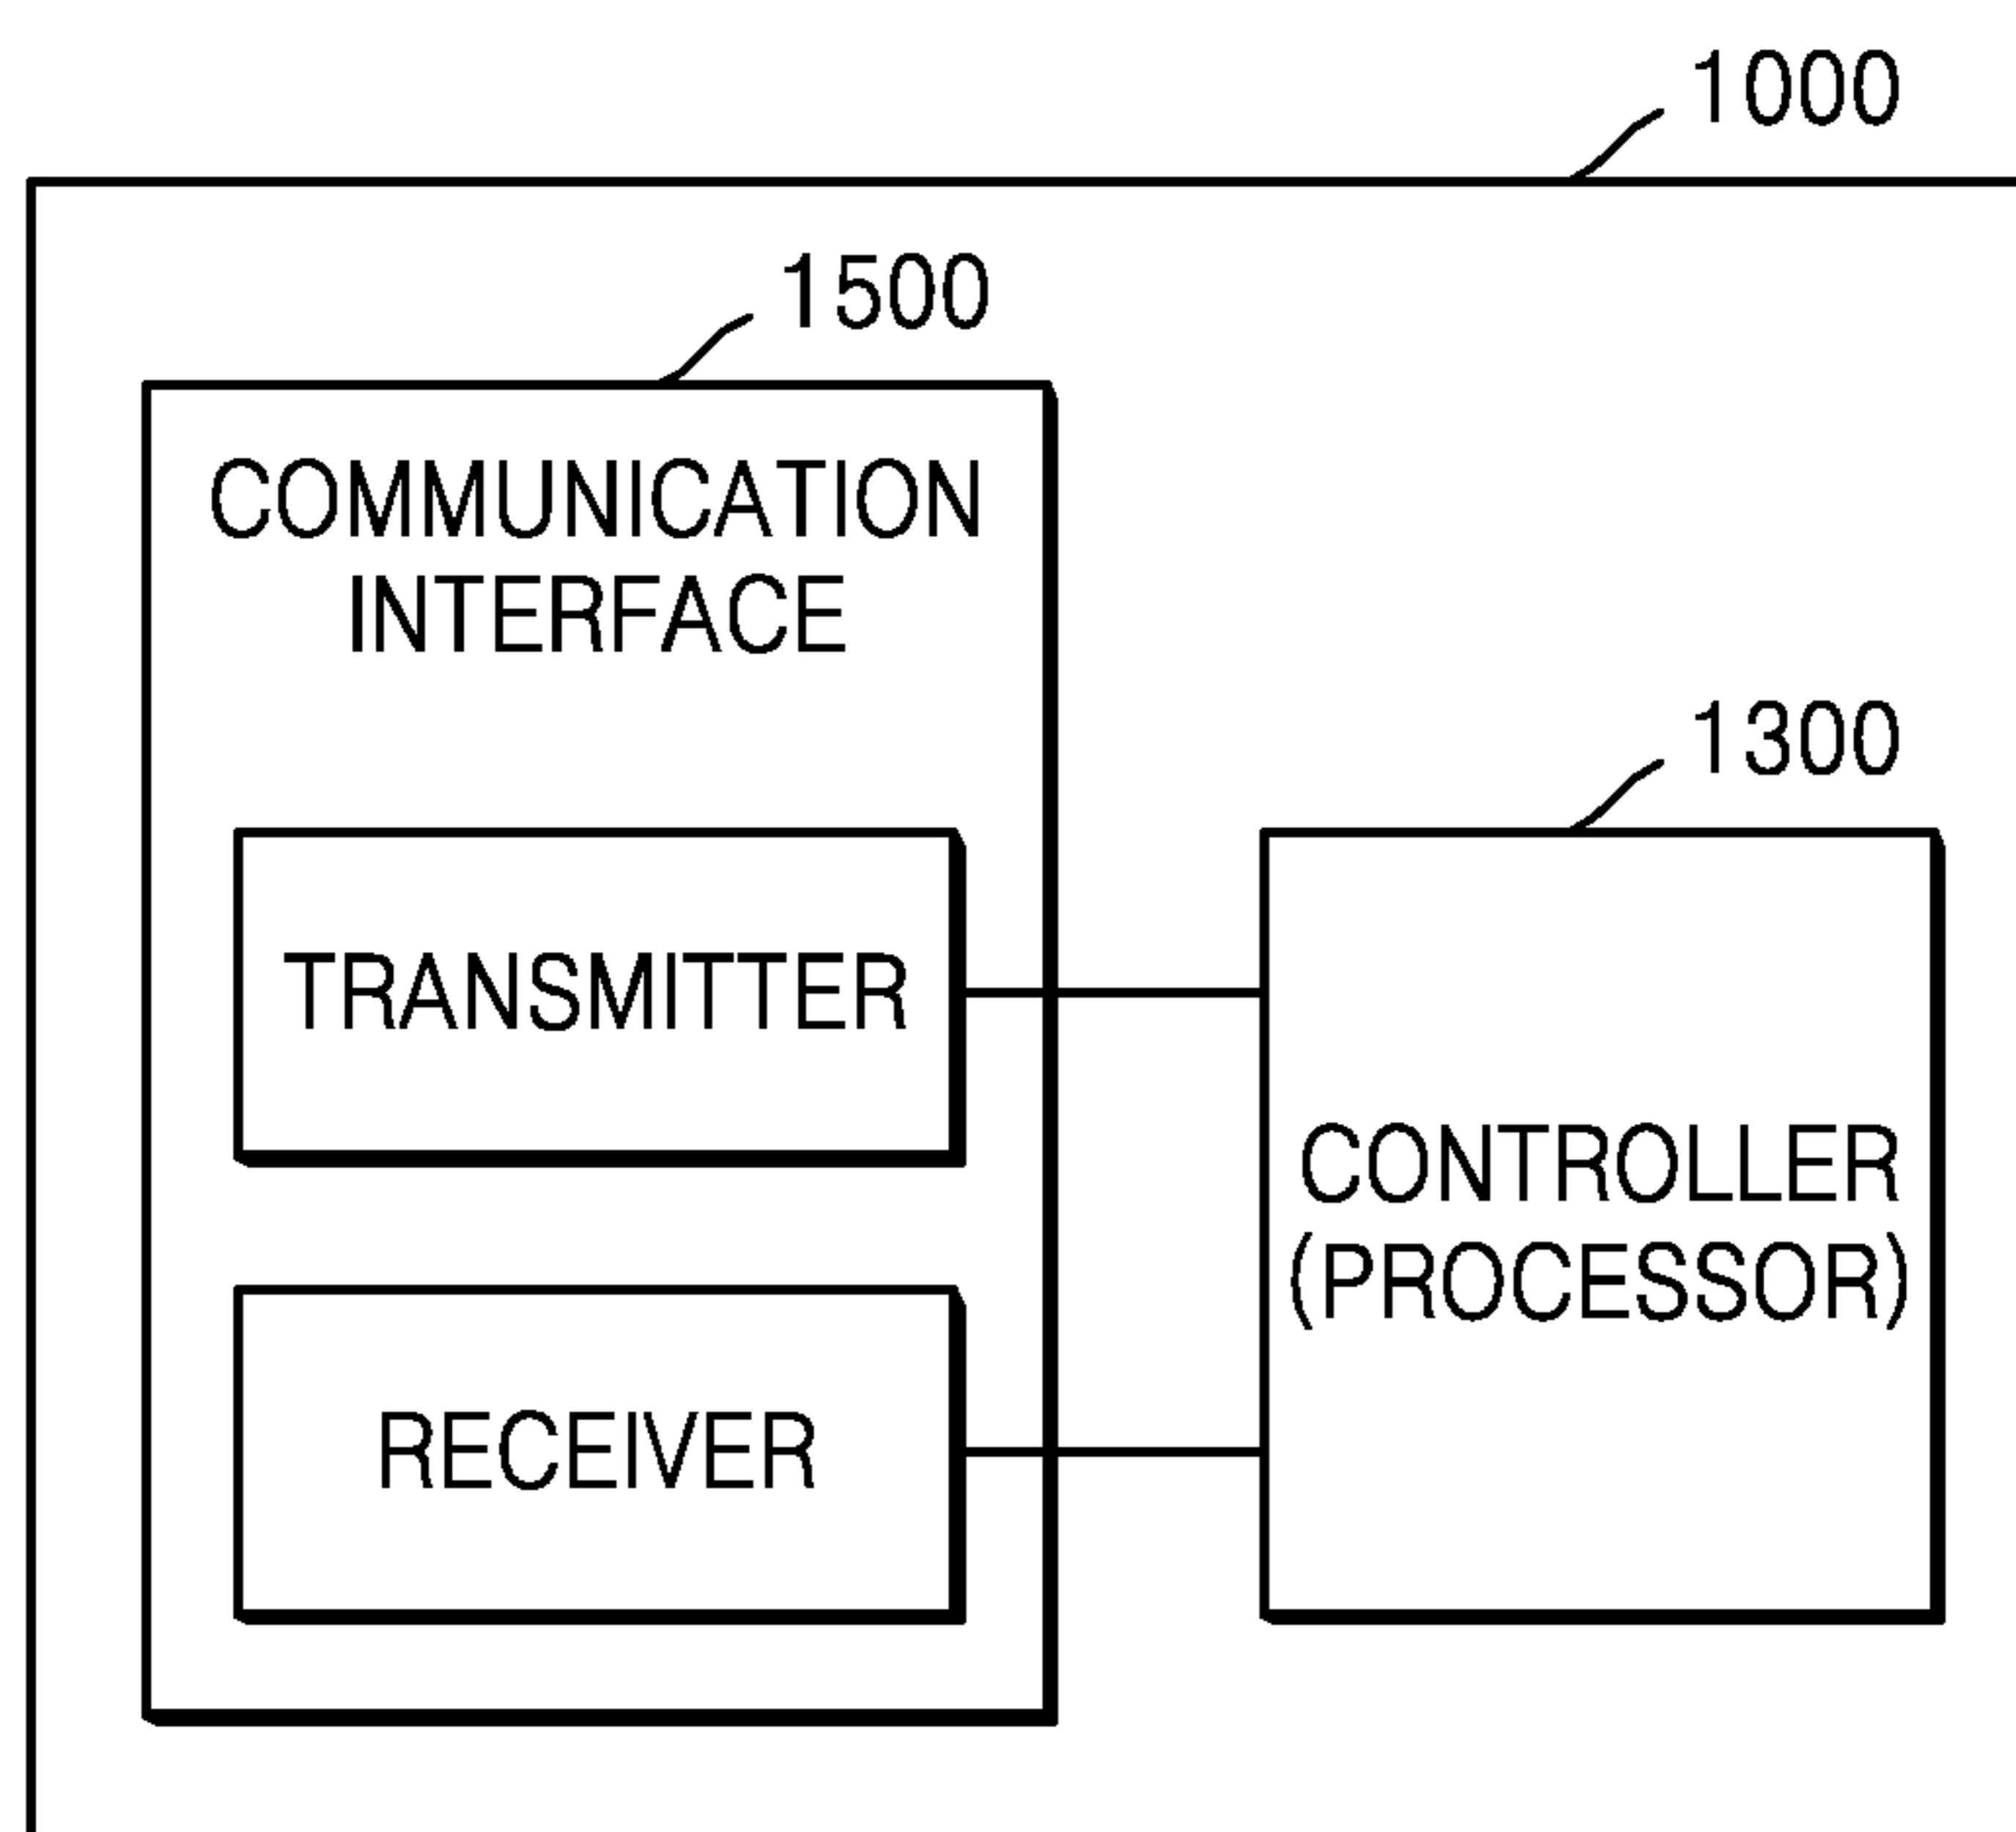 1000
1500
COMMUNICATION
INTERFACE
1300
TRANSMITTER
CONTROLLER
(PROCESSOR)
RECEIVER